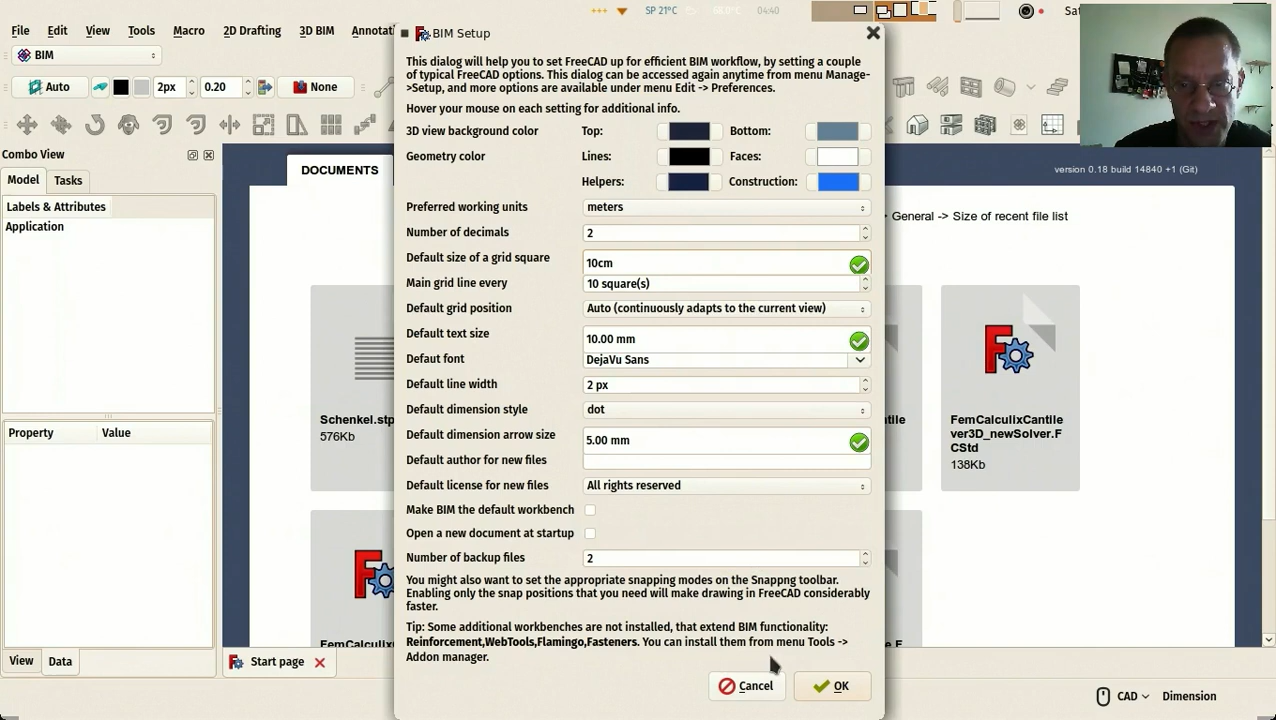 SP 21°C
04:40
File Edit View Tools Macro 2D Drafting 3D BIM
BIM
Auto 2px 0.20 None
Combo View
Model Tasks
Labels & Attributes
Application
Property Value
View Data
DOCUMENTS
version 0.18 build 14840 +1 (Git)
General -> Size of recent file list
Schenkel.stp
576Kb
FemCalculixCantile
ver3D_newSolver.F
CStd
138Kb
Start page
CAD Dimension
BIM Setup
This dialog will help you to set FreeCAD up for efficient BIM workflow, by setting a couple
of typical FreeCAD options. This dialog can be accessed again anytime from menu Manage-
>Setup, and more options are available under menu Edit -> Preferences.
Hover your mouse on each setting for additional info.
3D view background color Top: Bottom:
Geometry color Lines: Faces:
Helpers: Construction:
Preferred working units meters
Number of decimals 2
Default size of a grid square 10cm
Main grid line every 10 square(s)
Default grid position Auto (continuously adapts to the current view)
Default text size 10.00 mm
Defaut font DejaVu Sans
Default line width 2 px
Default dimension style dot
Default dimension arrow size 5.00 mm
Default author for new files
Default license for new files All rights reserved
Make BIM the default workbench
Open a new document at startup
Number of backup files 2
You might also want to set the appropriate snapping modes on the Snappng toolbar.
Enabling only the snap positions that you need will make drawing in FreeCAD considerably
faster.
Tip: Some additional workbenches are not installed, that extend BIM functionality:
Reinforcement,WebTools,Flamingo,Fasteners. You can install them from menu Tools ->
Addon manager.
Cancel OK